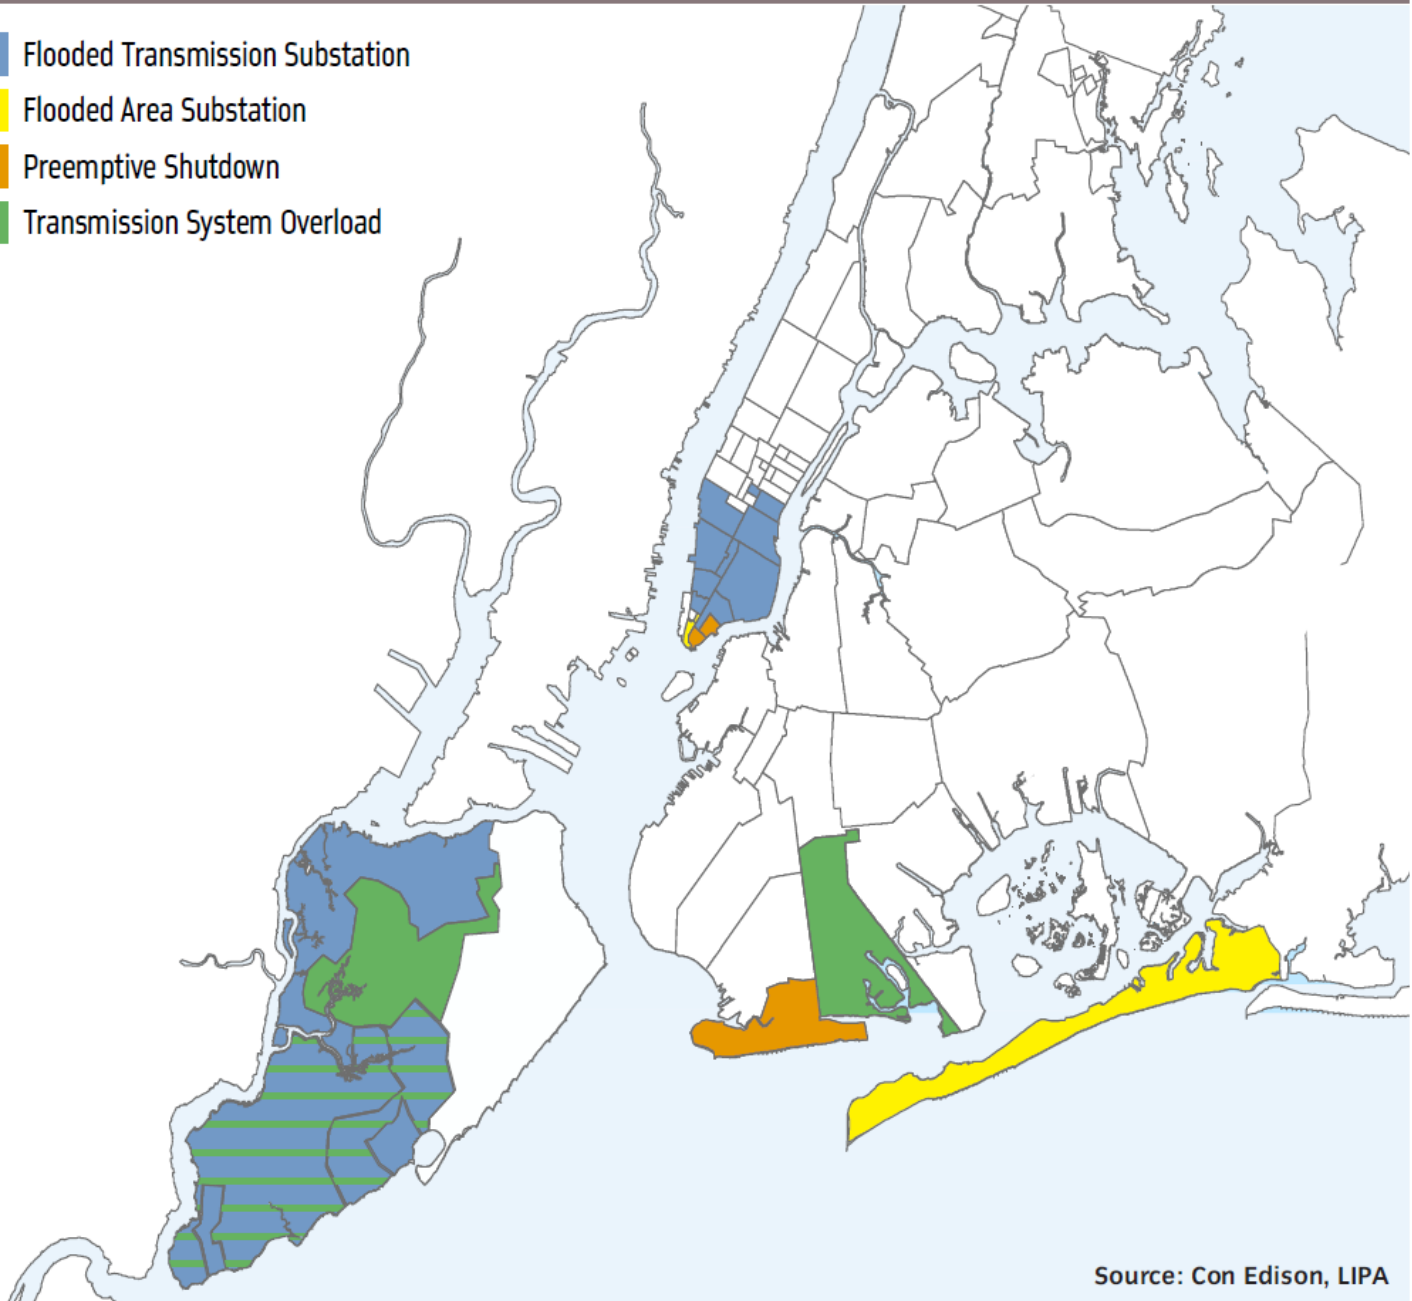 Flooded Transmission Substation
Flooded Area Substation
Preemptive Shutdown
Transmission System Overload
Source: Con Edison, LIPA